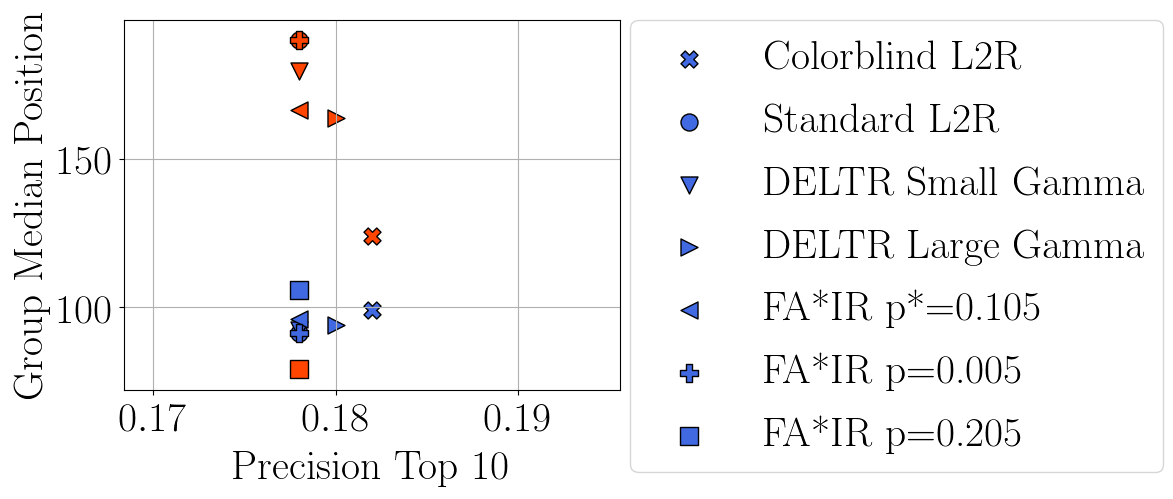 Group Median Position
150
100
0.17
0.18
0.19
Precision Top 10
Colorblind L2R
Standard L2R
DELTR Small Gamma
DELTR Large Gamma
FA*IR p*=0.105
FA*IR p=0.005
FA*IR p=0.205